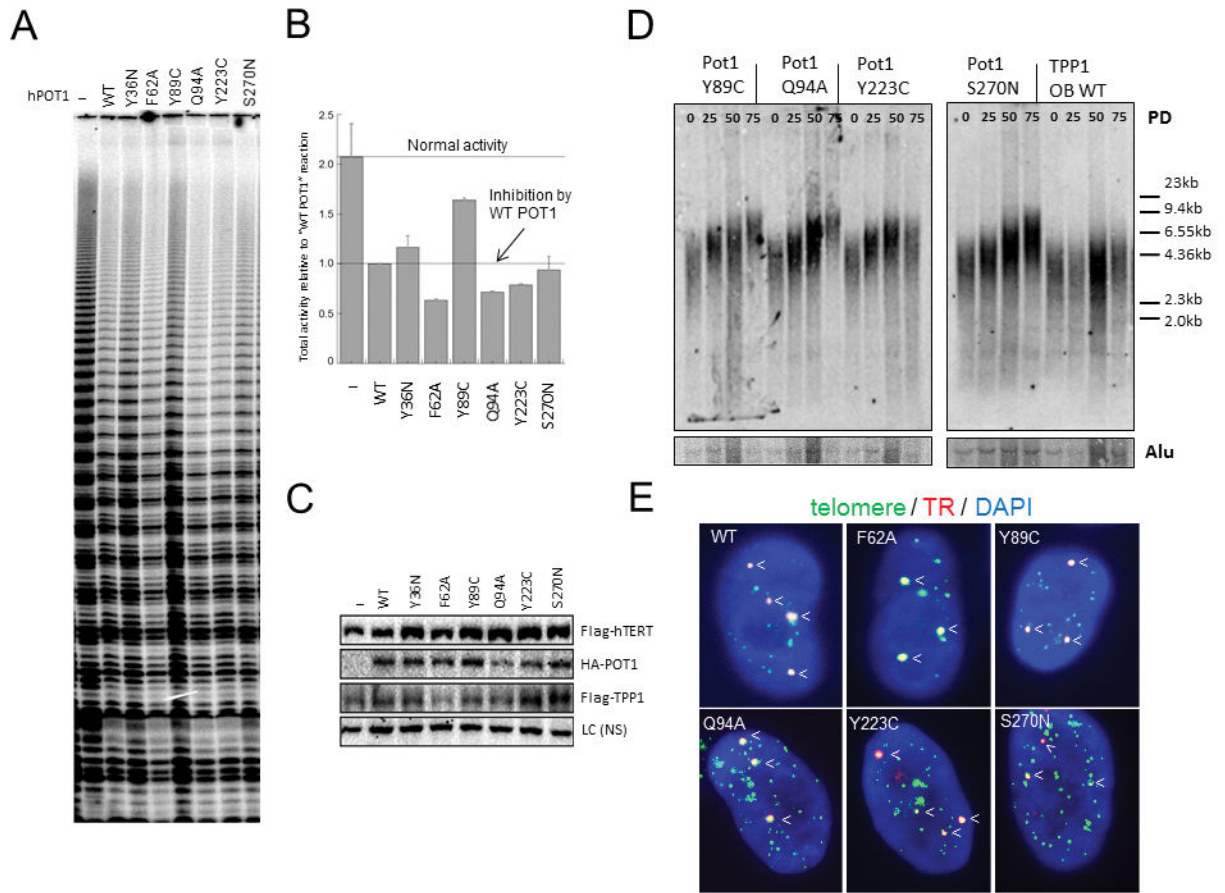 A
hPOT1
– WT Y36N F62A Y89C Q94A Y223C S270N
B
Total activity relative to "WT POT1" reaction
2.5
2.0
1.5
1.0
0.5
0
Normal activity
Inhibition by
WT POT1
– WT Y36N F62A Y89C Q94A Y223C S270N
C
– WT Y36N F62A Y89C Q94A Y223C S270N
Flag-hTERT
HA-POT1
Flag-TPP1
LC (NS)
D
Pot1 Pot1 Pot1 Pot1 TPP1
Y89C Q94A Y223C S270N OB WT
0 25 50 75 0 25 50 75 0 25 50 75 0 25 50 75 0 25 50 75 PD
23kb
9.4kb
6.55kb
4.36kb
2.3kb
2.0kb
Alu
E
telomere / TR / DAPI
WT F62A Y89C
Q94A Y223C S270N